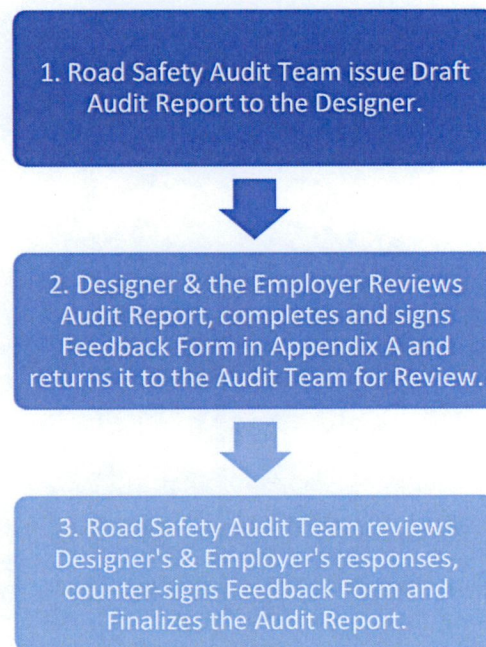 1. Road Safety Audit Team issue Draft
Audit Report to the Designer.
2. Designer & the Employer Reviews
Audit Report, completes and signs
Feedback Form in Appendix A and
returns it to the Audit Team for Review.
3. Road Safety Audit Team reviews
Designer's & Employer's responses,
counter-signs Feedback Form and
Finalizes the Audit Report.